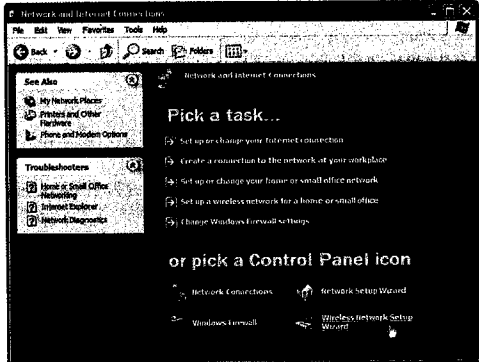 Network and Internet Connections
File Edit View Favorites Tools Help
Back Search Folders
See Also
My Network Places
Printers and Other
Hardware
Phone and Modem Options
Troubleshooters
Home or Small Office
Networking
Internet Explorer
Network Diagnostics
Network and Internet Connections
Pick a task...
Set up or change your Internet connection
Create a connection to the network at your workplace
Set up or change your home or small office network
Set up a wireless network for a home or small office
Change Windows Firewall settings
or pick a Control Panel icon
Network Connections
Network Setup Wizard
Windows Firewall
Wireless Network Setup
Wizard